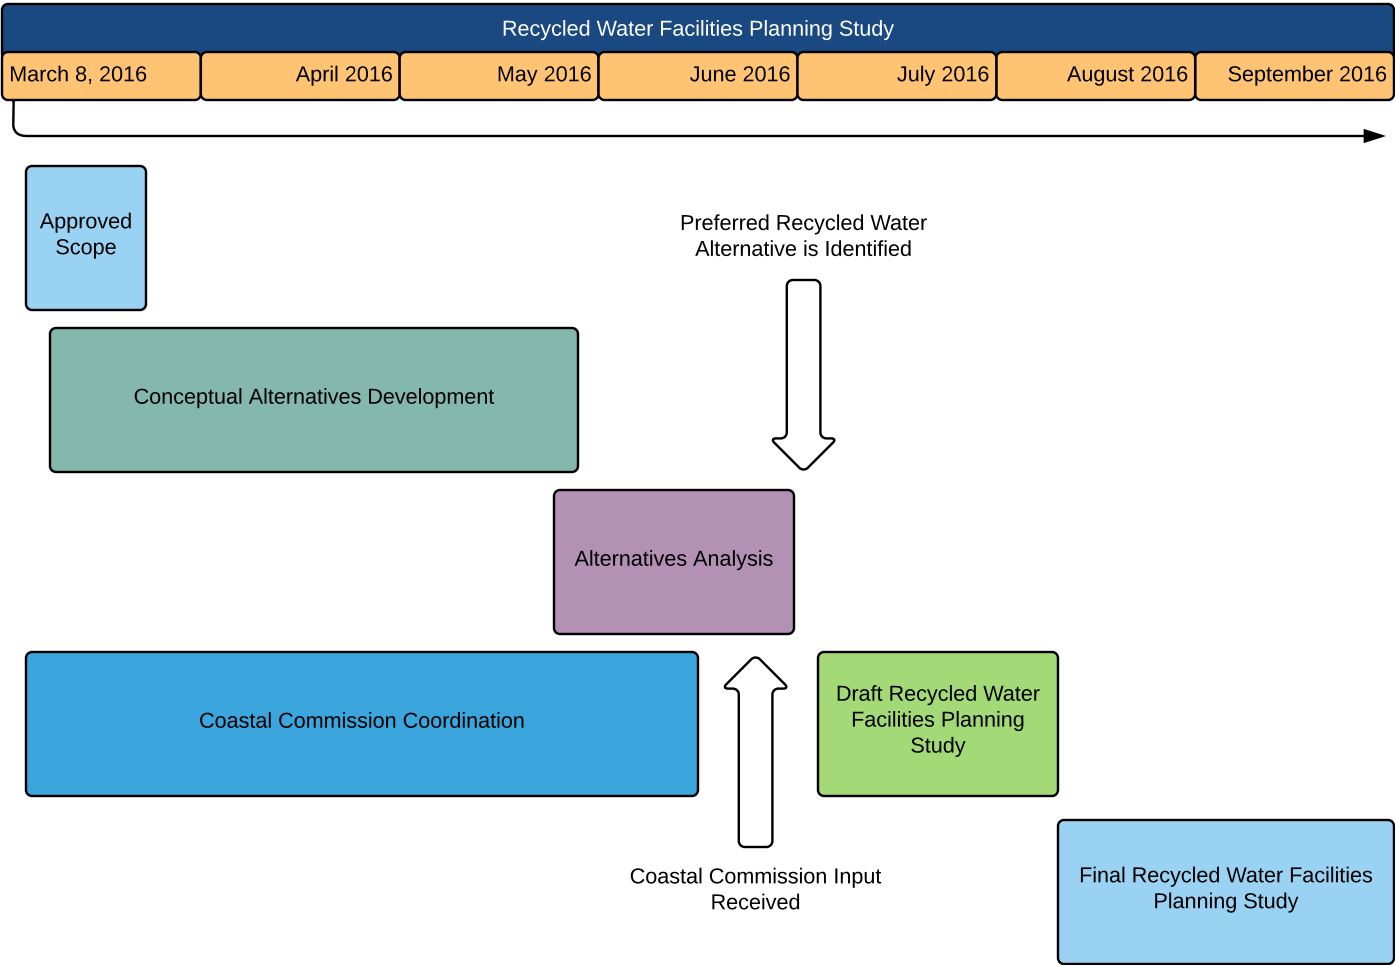 Recycled Water Facilities Planning Study
March 8, 2016
April 2016
May 2016
June 2016
July 2016
August 2016
September 2016
Approved
Scope
Preferred Recycled Water
Alternative is Identified
Conceptual Alternatives Development
Alternatives Analysis
Coastal Commission Coordination
Draft Recycled Water
Facilities Planning
Study
Coastal Commission Input
Received
Final Recycled Water Facilities
Planning Study